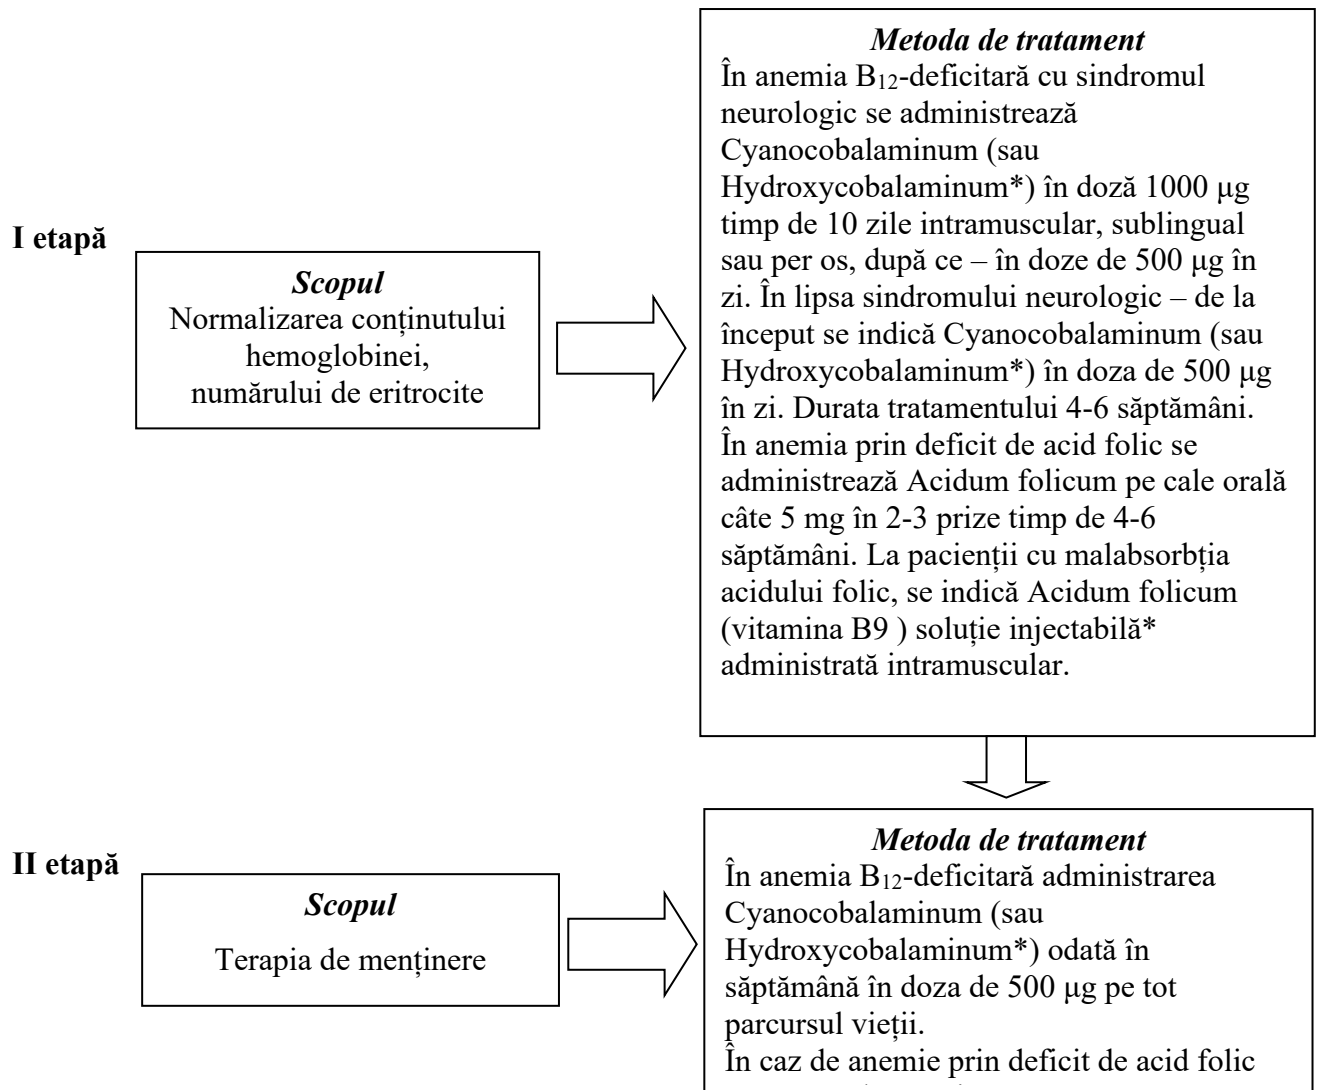 I etapă
Scopul
Normalizarea conținutului
hemoglobinei,
numărului de eritrocite
Metoda de tratament
În anemia B12-deficitară cu sindromul
neurologic se administrează
Cyanocobalaminum (sau
Hydroxycobalaminum*) în doză 1000 μg
timp de 10 zile intramuscular, sublingual
sau per os, după ce – în doze de 500 μg în
zi. În lipsa sindromului neurologic – de la
început se indică Cyanocobalaminum (sau
Hydroxycobalaminum*) în doza de 500 μg
în zi. Durata tratamentului 4-6 săptămâni.
În anemia prin deficit de acid folic se
administrează Acidum folicum pe cale orală
câte 5 mg în 2-3 prize timp de 4-6
săptămâni. La pacienții cu malabsorbția
acidului folic, se indică Acidum folicum
(vitamina B9 ) soluție injectabilă*
administrată intramuscular.
II etapă
Scopul
Terapia de menținere
Metoda de tratament
În anemia B12-deficitară administrarea
Cyanocobalaminum (sau
Hydroxycobalaminum*) odată în
săptămână în doza de 500 μg pe tot
parcursul vieții.
În caz de anemie prin deficit de acid folic